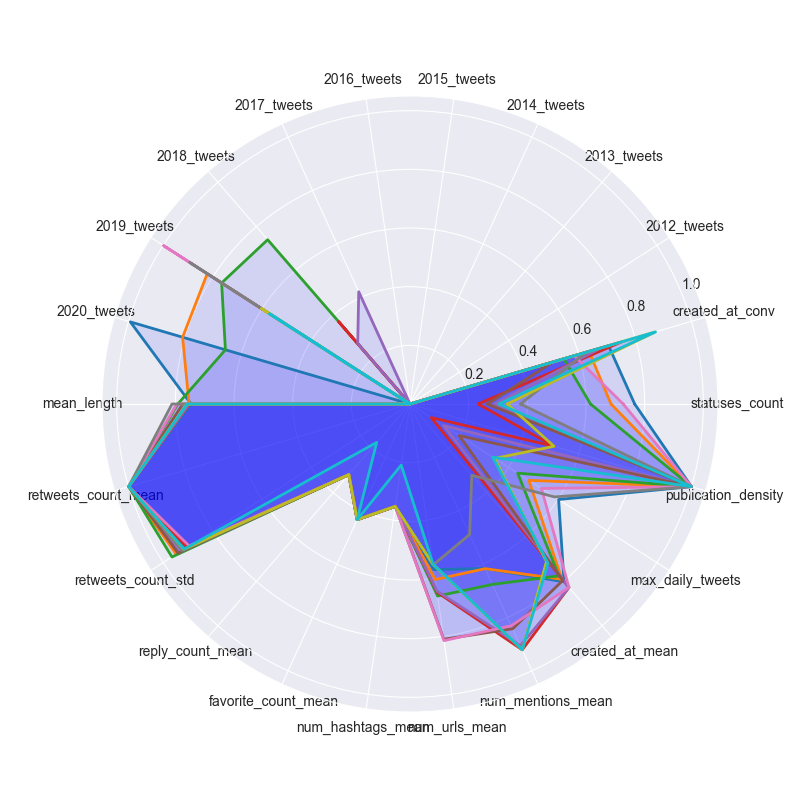 2016_tweets
2015_tweets
2017_tweets
2014_tweets
2018_tweets
2013_tweets
2019_tweets
2012_tweets
2020_tweets
created_at_conv
mean_length
statuses_count
retweets_count_mean
publication_density
retweets_count_std
max_daily_tweets
reply_count_mean
created_at_mean
favorite_count_mean
num_mentions_mean
num_hashtags_mean
num_urls_mean
0.2
0.4
0.6
0.8
1.0